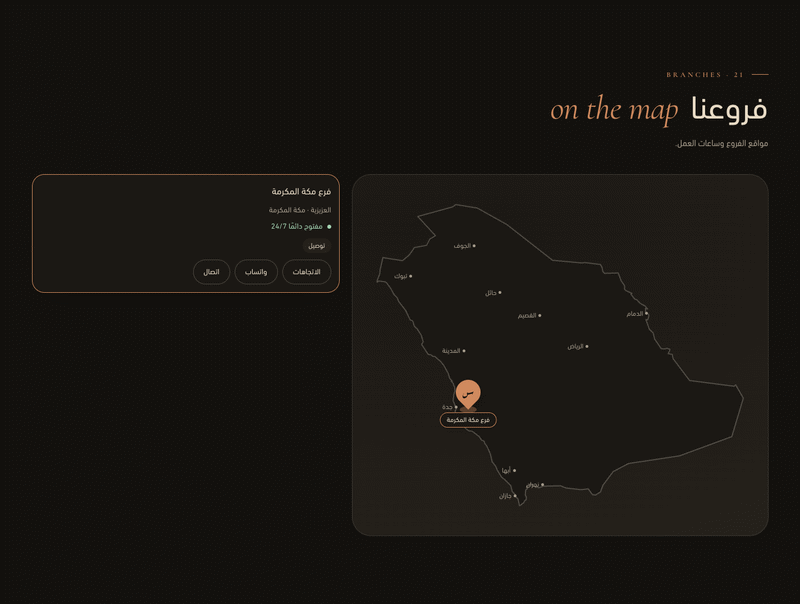 BRANCHES · 21
فروعنا on the map
مواقع الفروع وساعات العمل.
الجوف
تبوك
حائل
القصيم
الدمام
الرياض
المدينة
س
جدة
فرع مكة المكرمة
أبها
نجران
جازان
فرع مكة المكرمة
العزيزية · مكة المكرمة
مفتوح دائمًا 24/7
توصيل
الاتجاهات
واتساب
اتصال